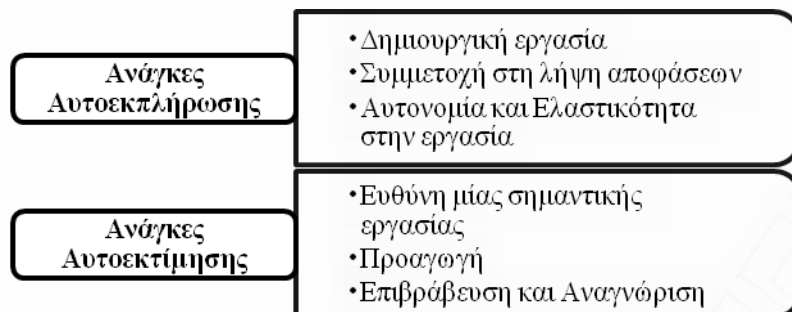 Ανάγκες
Αυτοεκπλήρωσης
•Δημιουργική εργασία
•Συμμετοχή στη λήψη αποφάσεων
•Αυτονομία και Ελαστικότητα
στην εργασία
Ανάγκες
Αυτοεκτίμησης
•Ευθύνη μίας σημαντικής
εργασίας
•Προαγωγή
•Επιβράβευση και Αναγνώριση